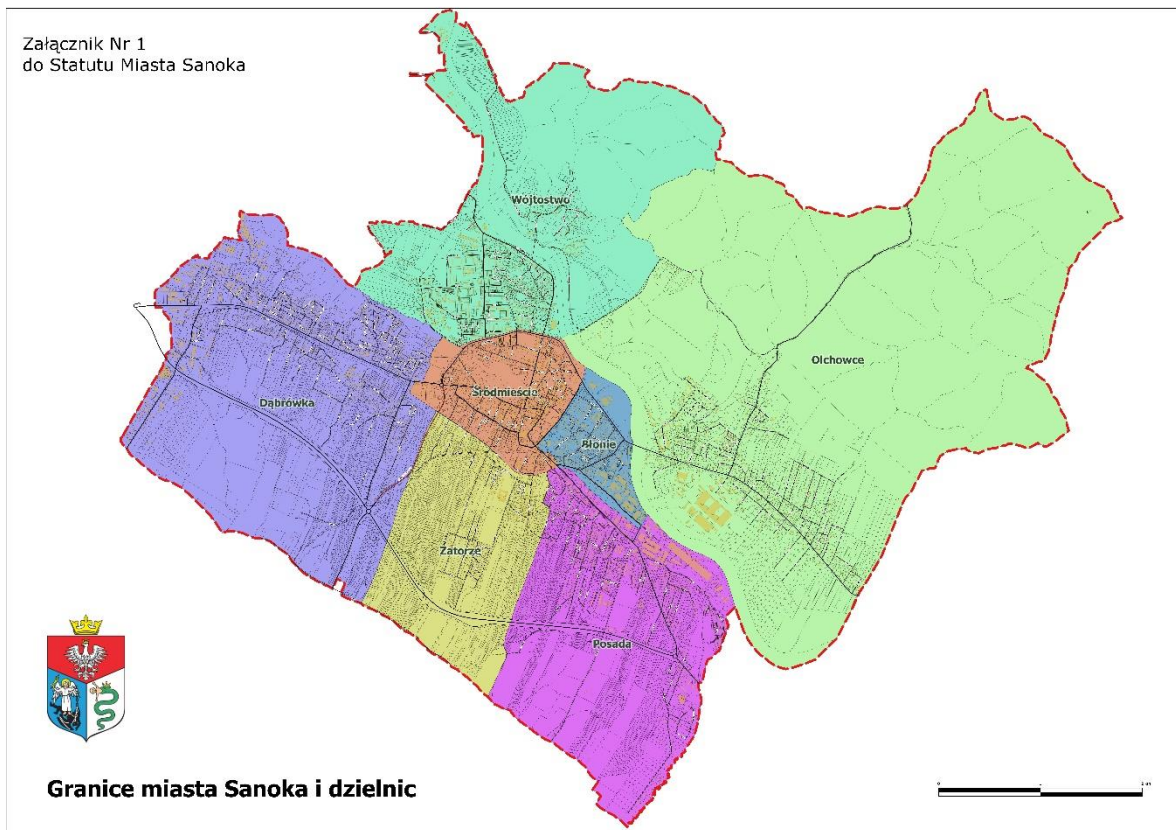 Załącznik Nr 1
do Statutu Miasta Sanoka
Wójtostwo
Olchowce
Dąbrówka
Śródmieście
Błonie
Zatorze
Posada
Granice miasta Sanoka i dzielnic